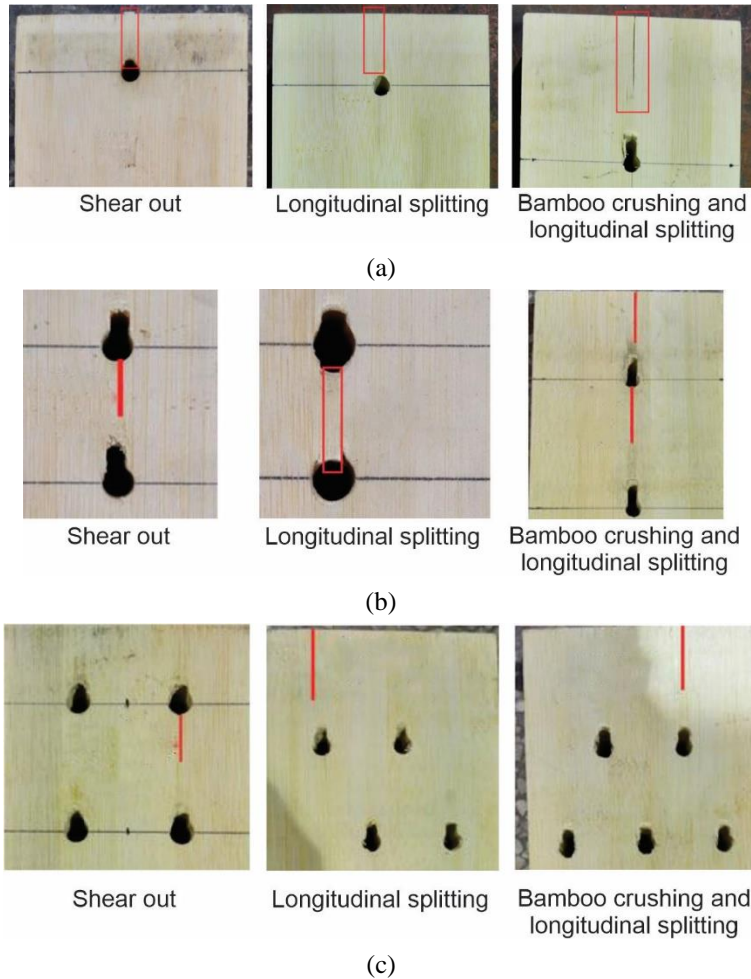 Shear out
Longitudinal splitting
Bamboo crushing and
longitudinal splitting
(a)
Shear out
Longitudinal splitting
Bamboo crushing and
longitudinal splitting
(b)
Shear out
Longitudinal splitting
Bamboo crushing and
longitudinal splitting
(c)